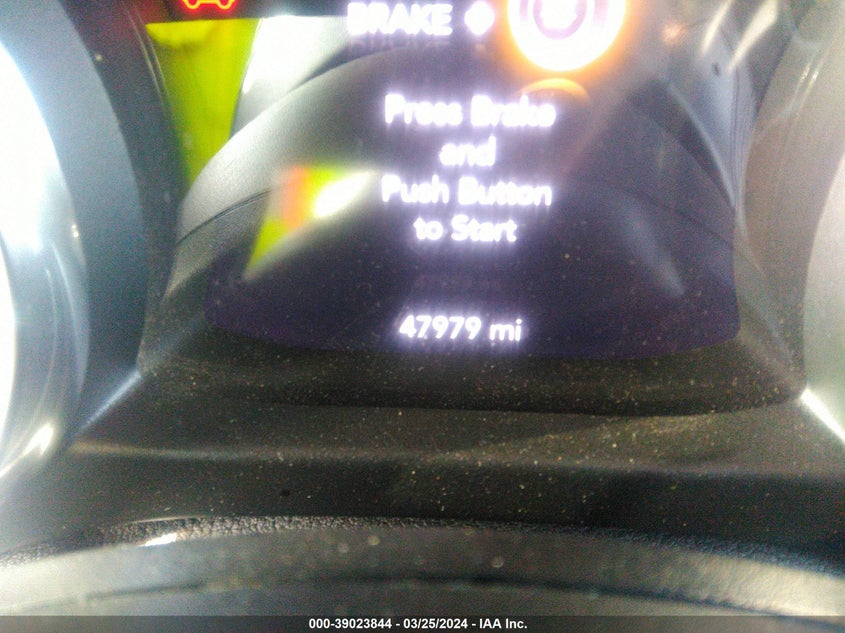 BRAKE
Press Brake
and
Push Button
to Start
47979 mi
000-39023844 - 03/25/2024 - IAA Inc.